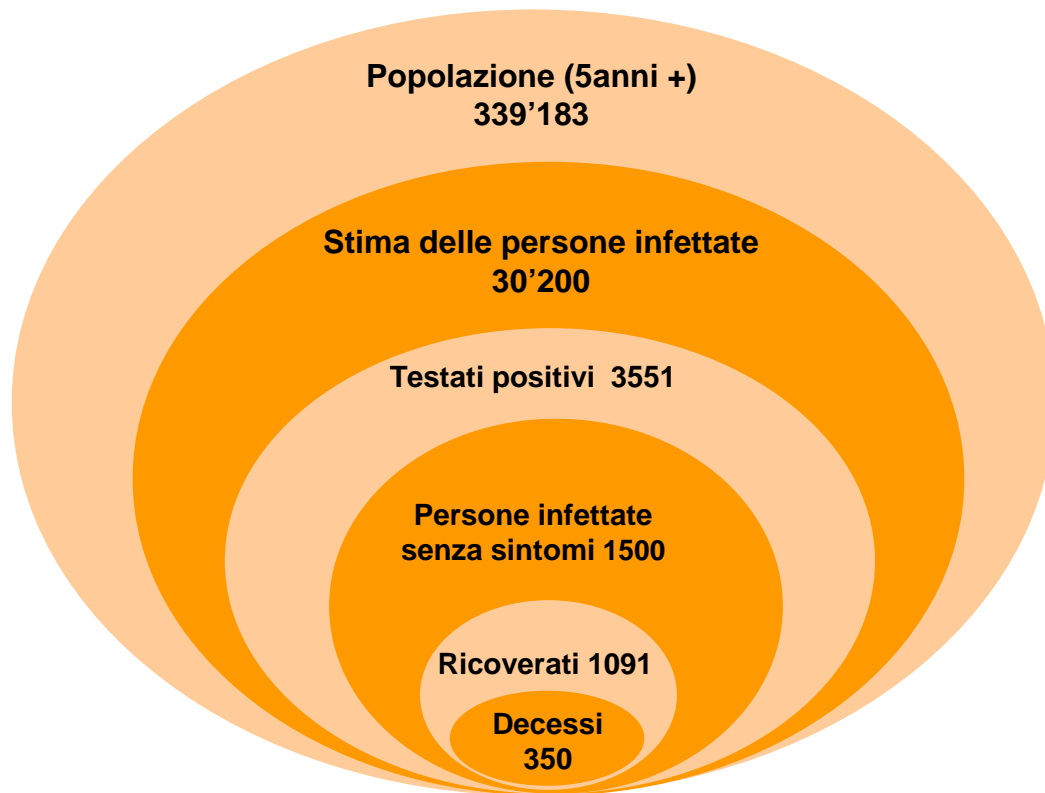 Popolazione (5anni +)
339’183
Stima delle persone infettate
30’200
Testati positivi 3551
Persone infettate
senza sintomi 1500
Ricoverati 1091
Decessi
350